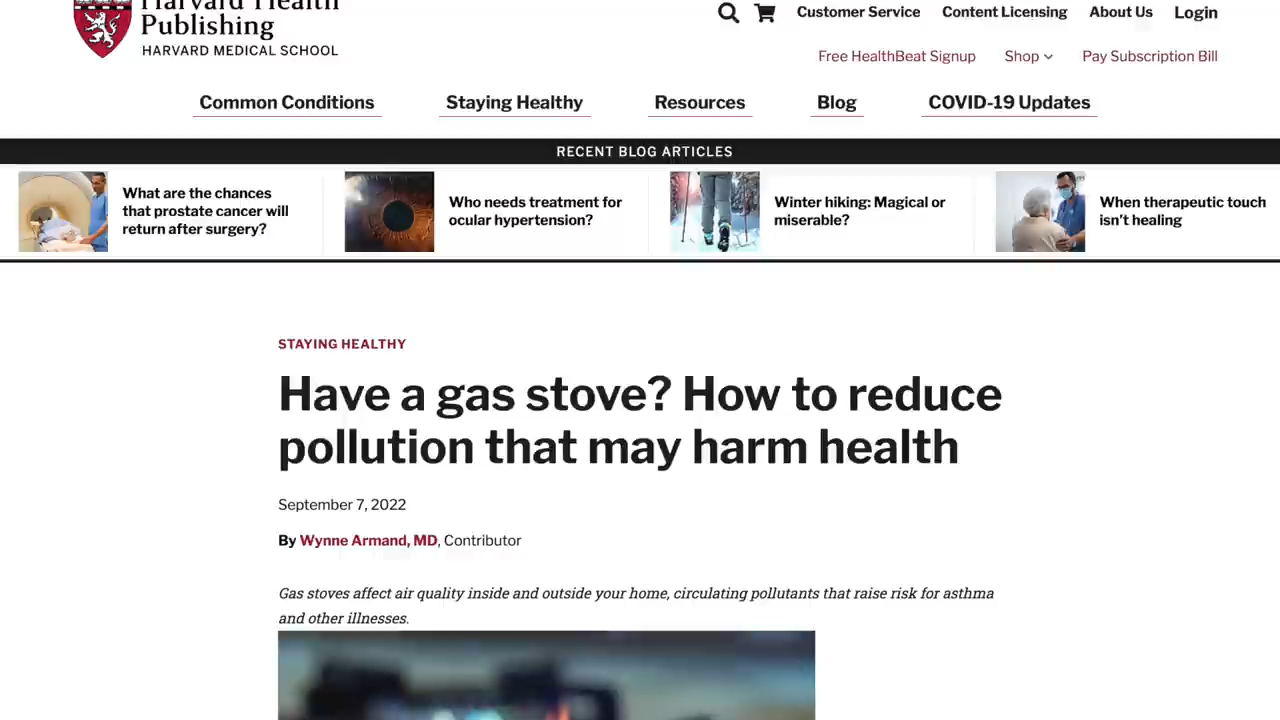 Harvard Health
Publishing
HARVARD MEDICAL SCHOOL
Customer Service Content Licensing About Us Login
Free HealthBeat Signup Shop Pay Subscription Bill
Common Conditions Staying Healthy Resources Blog COVID-19 Updates
RECENT BLOG ARTICLES
What are the chances
that prostate cancer will
return after surgery?
Who needs treatment for
ocular hypertension?
Winter hiking: Magical or
miserable?
When therapeutic touch
isn't healing
STAYING HEALTHY
Have a gas stove? How to reduce
pollution that may harm health
September 7, 2022
By Wynne Armand, MD, Contributor
Gas stoves affect air quality inside and outside your home, circulating pollutants that raise risk for asthma
and other illnesses.